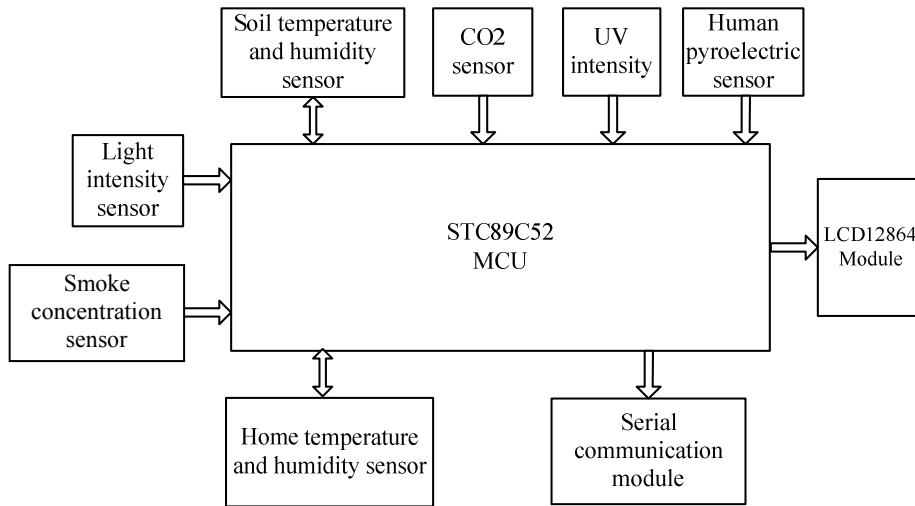 Soil temperature
and humidity
sensor
CO2
sensor
UV
intensity
Human
pyroelectric
sensor
Light
intensity
sensor
STC89C52
MCU
LCD12864
Module
Smoke
concentration
sensor
Home temperature
and humidity sensor
Serial
communication
module